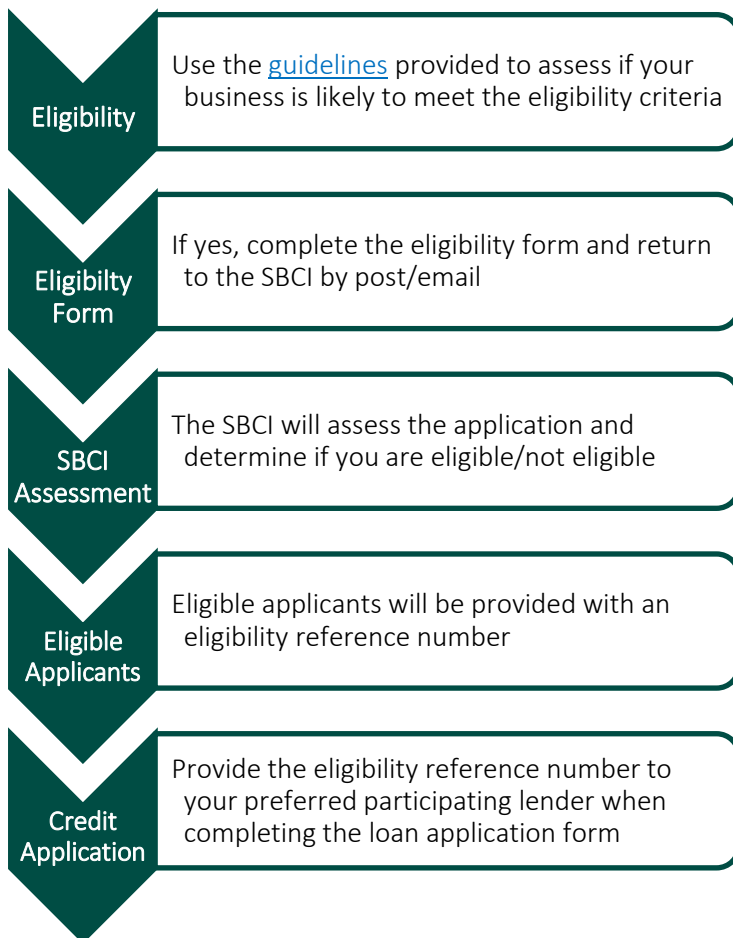 Eligibility
Use the guidelines provided to assess if your
business is likely to meet the eligibility criteria
Eligibilty
Form
If yes, complete the eligibility form and return
to the SBCI by post/email
SBCI
Assessment
The SBCI will assess the application and
determine if you are eligible/not eligible
Eligible
Applicants
Eligible applicants will be provided with an
eligibility reference number
Credit
Application
Provide the eligibility reference number to
your preferred participating lender when
completing the loan application form